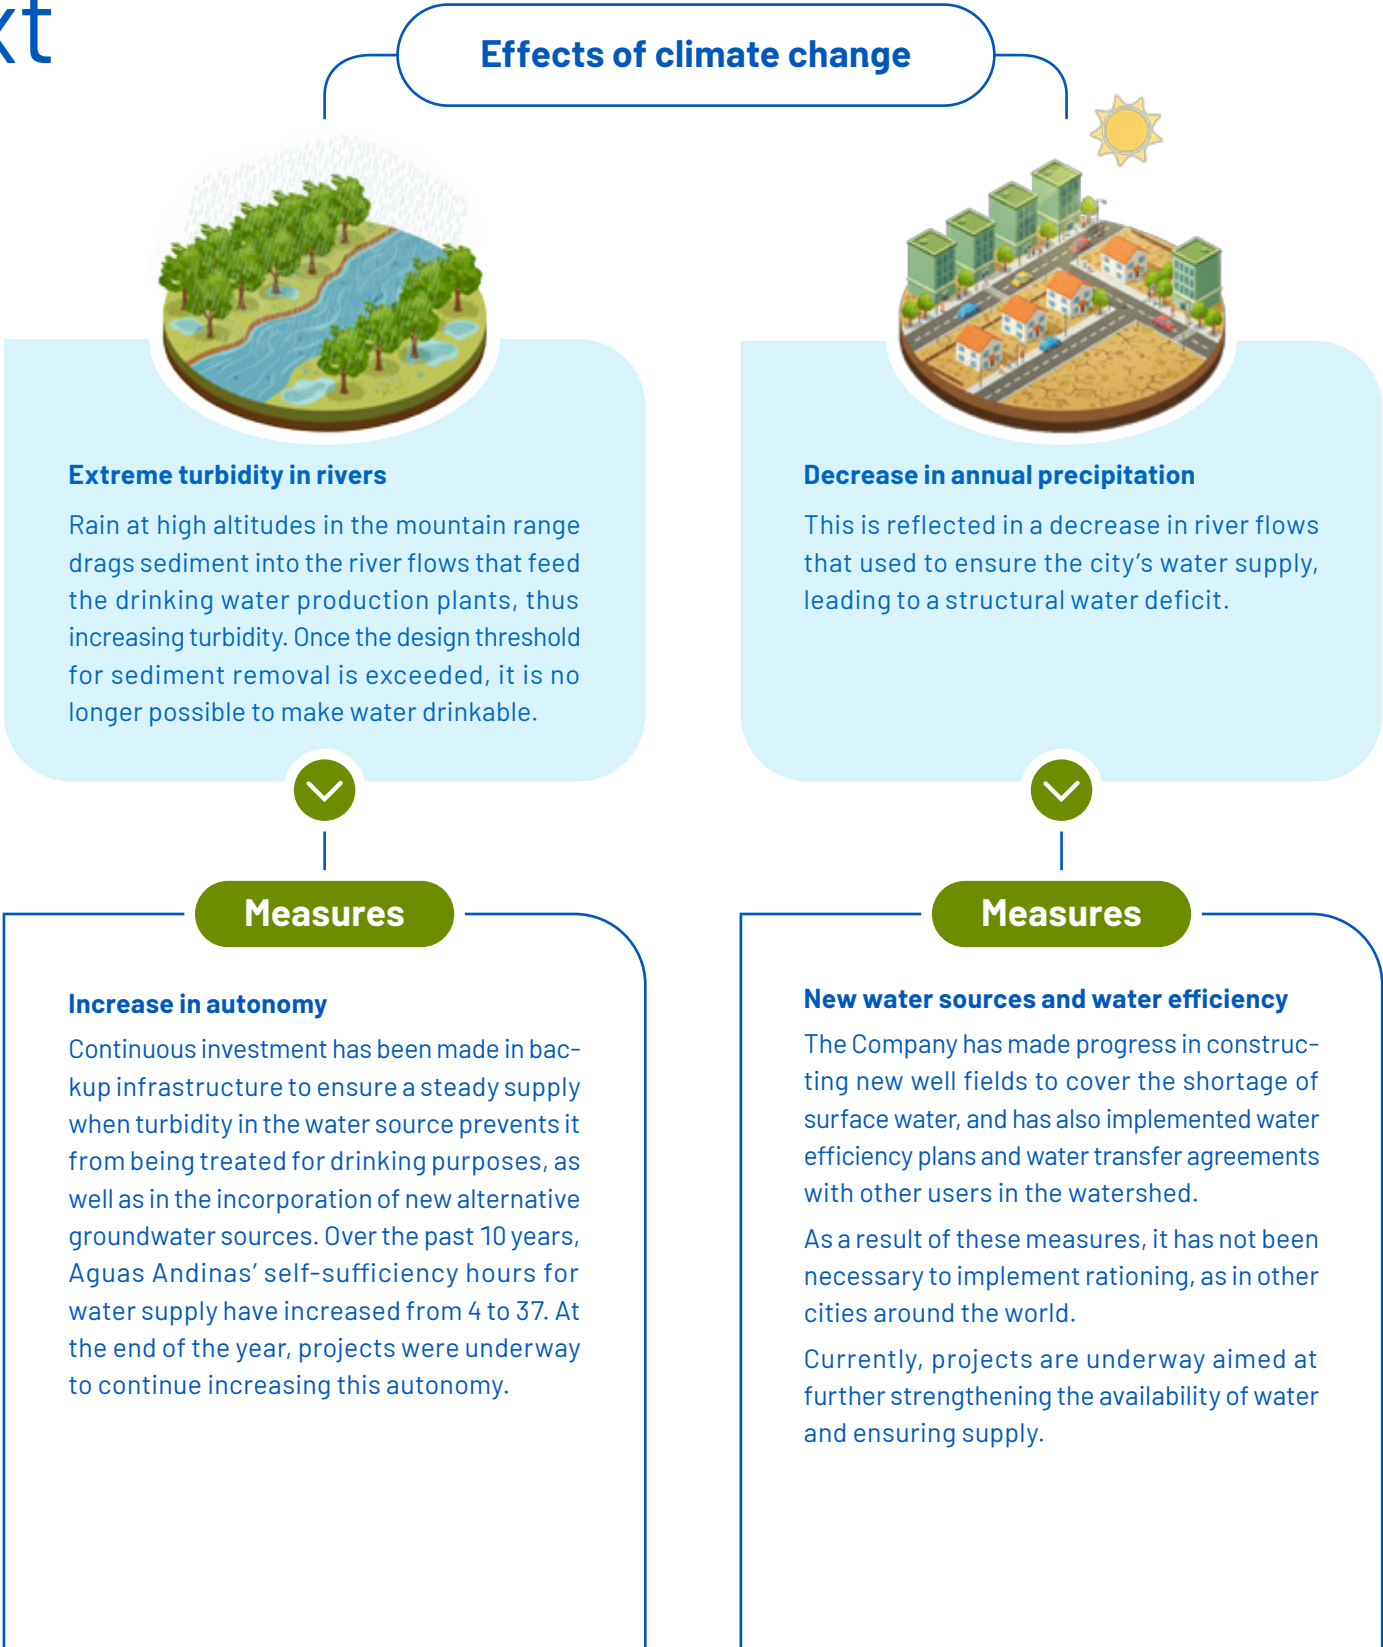 xt
Effects of climate change
Extreme turbidity in rivers
Rain at high altitudes in the mountain range
drags sediment into the river flows that feed
the drinking water production plants, thus
increasing turbidity. Once the design threshold
for sediment removal is exceeded, it is no
longer possible to make water drinkable.
Measures
Increase in autonomy
Continuous investment has been made in bac-
kup infrastructure to ensure a steady supply
when turbidity in the water source prevents it
from being treated for drinking purposes, as
well as in the incorporation of new alternative
groundwater sources. Over the past 10 years,
Aguas Andinas’ self-sufficiency hours for
water supply have increased from 4 to 37. At
the end of the year, projects were underway
to continue increasing this autonomy.
Decrease in annual precipitation
This is reflected in a decrease in river flows
that used to ensure the city’s water supply,
leading to a structural water deficit.
Measures
New water sources and water efficiency
The Company has made progress in construc-
ting new well fields to cover the shortage of
surface water, and has also implemented water
efficiency plans and water transfer agreements
with other users in the watershed.
As a result of these measures, it has not been
necessary to implement rationing, as in other
cities around the world.
Currently, projects are underway aimed at
further strengthening the availability of water
and ensuring supply.